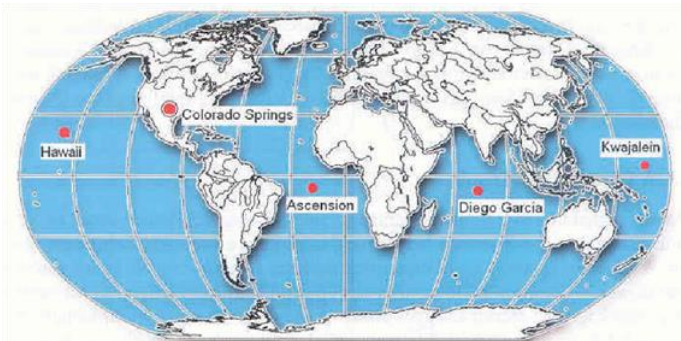 Colorado Springs
Hawaii
Kwajalein
Ascension
Diego Garcia